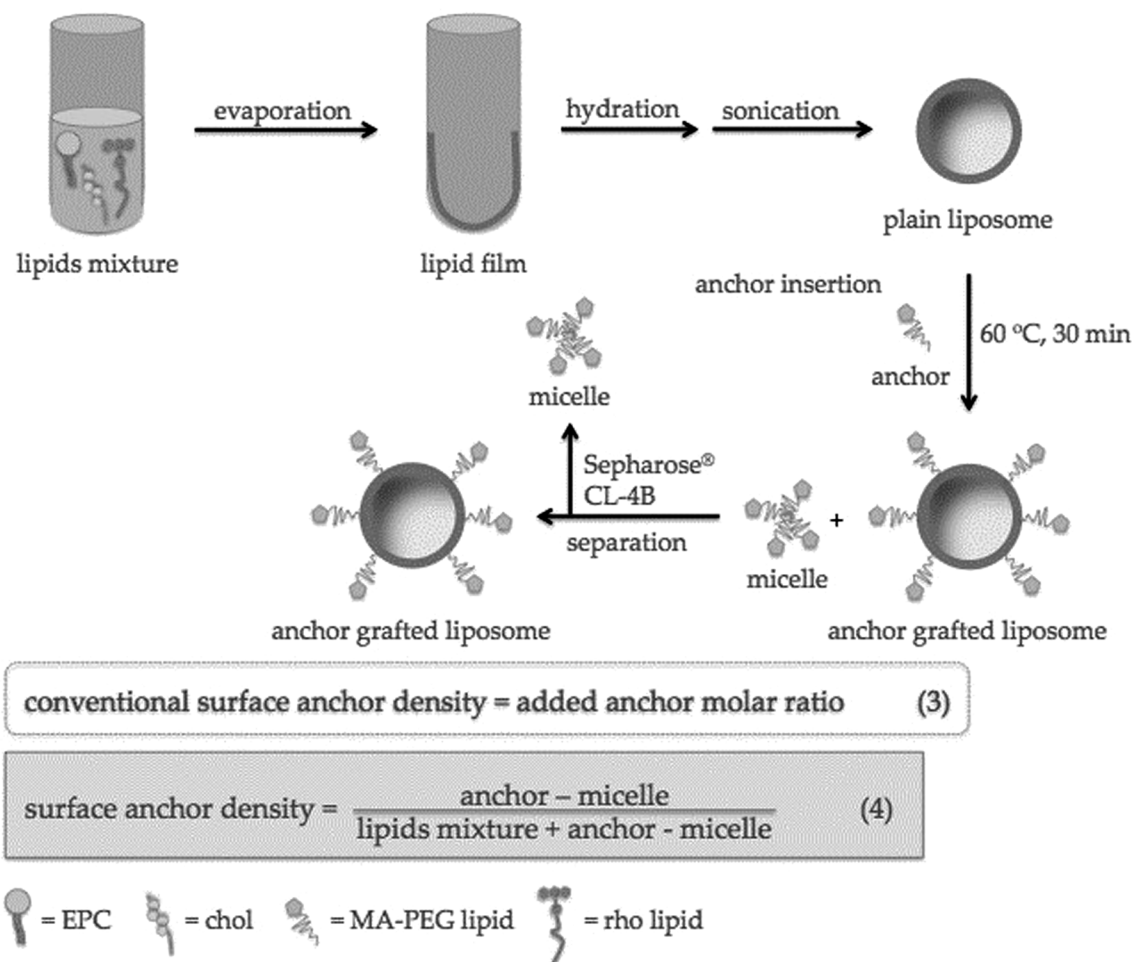 evaporation
hydration
sonication
plain liposome
lipids mixture
lipid film
anchor insertion
60 ºC, 30 min
anchor
micelle
Sepharose®
CL-4B
separation
+
micelle
anchor grafted liposome
anchor grafted liposome
conventional surface anchor density = added anchor molar ratio (3)
surface anchor density = anchor – micelle (4)
lipids mixture + anchor - micelle
= EPC = chol = MA-PEG lipid = rho lipid